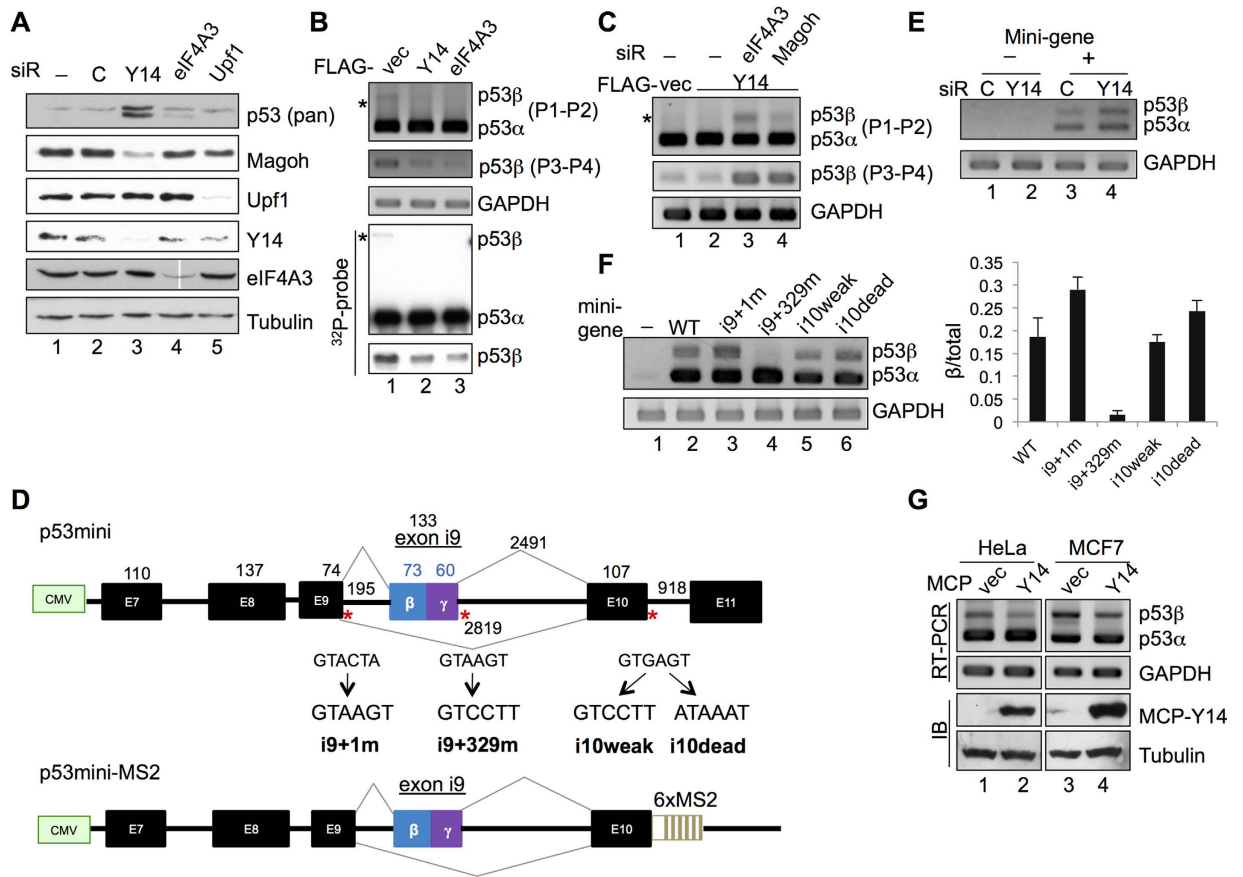 A
siR – C Y14 eIF4A3 Upf1
p53 (pan)
Magoh
Upf1
Y14
eIF4A3
Tubulin
1 2 3 4 5
B
FLAG- vec Y14 eIF4A3
* p53β
(P1-P2)
p53α
p53β (P3-P4)
GAPDH
32P-probe
* p53β
p53α
p53β
1 2 3
C
siR – – eIF4A3 Magoh
FLAG-vec Y14
* p53β
p53α (P1-P2)
p53β (P3-P4)
GAPDH
1 2 3 4
E
Mini-gene
– +
siR C Y14 C Y14
p53β
p53α
GAPDH
1 2 3 4
F
mini-
gene – WT i9+1m i9+329m i10weak i10dead
p53β
p53α
GAPDH
1 2 3 4 5 6
β/total
0.35
0.3
0.25
0.2
0.15
0.1
0.05
0
WT i9+1m i9+329m i10weak i10dead
D
p53mini
133
exon i9
110 137 74 195 73 60 2491 107 918
CMV E7 E8 E9 β γ E10 E11
* * *
2819
GTACTA GTAAGT GTGAGT
GTAAGT GTCCTT GTCCTT ATAAAT
i9+1m i9+329m i10weak i10dead
p53mini-MS2
exon i9
6xMS2
CMV E7 E8 E9 β γ E10
G
HeLa MCF7
MCP vec Y14 vec Y14
RT-PCR
p53β
p53α
GAPDH
IB
MCP-Y14
Tubulin
1 2 3 4